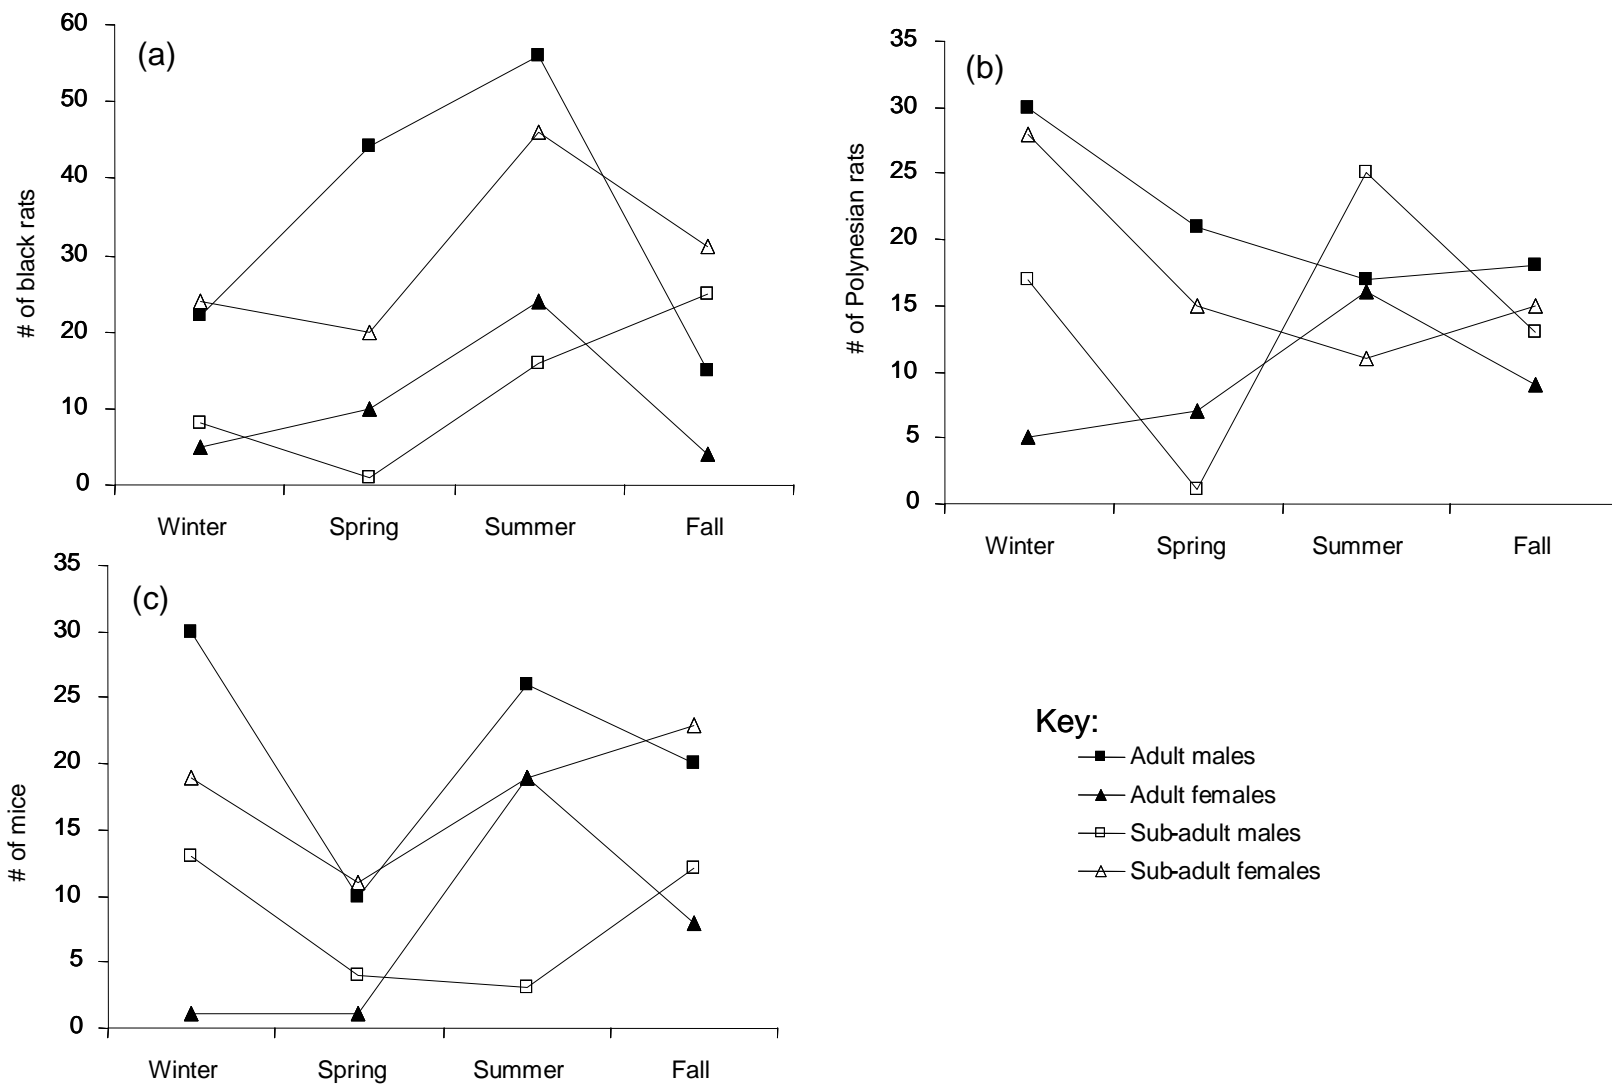 (a)
# of black rats
60
50
40
30
20
10
0
Winter Spring Summer Fall
(b)
# of Polynesian rats
35
30
25
20
15
10
5
0
Winter Spring Summer Fall
(c)
# of mice
35
30
25
20
15
10
5
0
Winter Spring Summer Fall
Key:
Adult males
Adult females
Sub-adult males
Sub-adult females